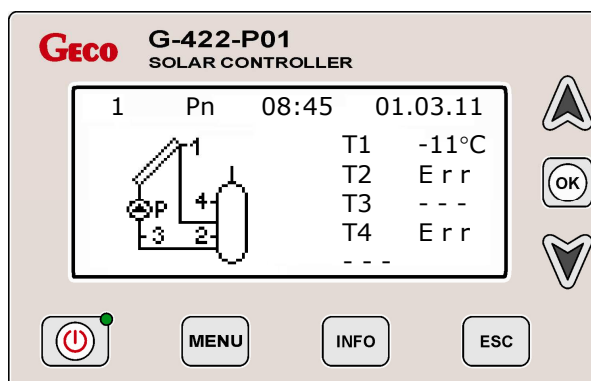 GECO
G-422-P01
SOLAR CONTROLLER
1 Pn 08:45 01.03.11
1
T1 -11°C
T2 Err
4
T3 - - -
P
3 2
T4 Err
- - -
OK
MENU
INFO
ESC